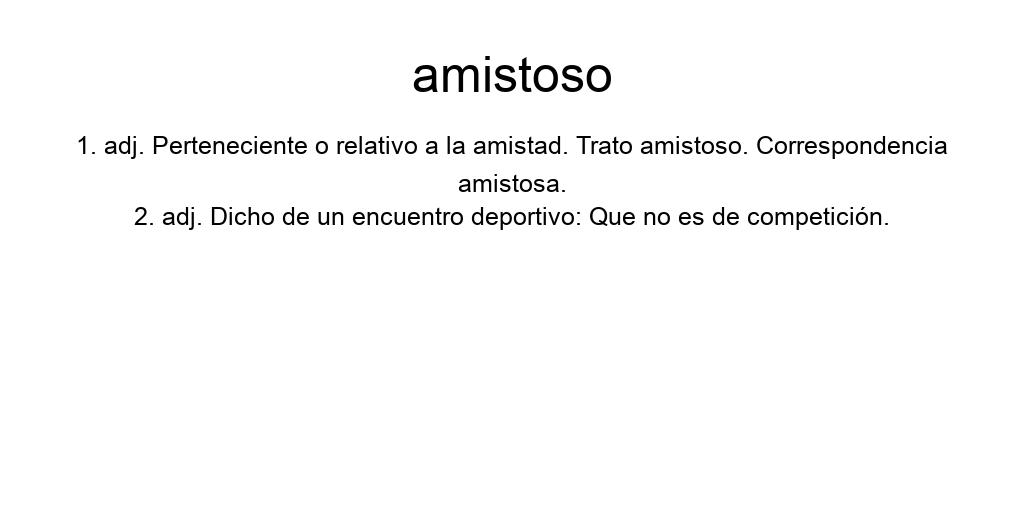 amistoso
1. adj. Perteneciente o relativo a la amistad. Trato amistoso. Correspondencia
amistosa.
2. adj. Dicho de un encuentro deportivo: Que no es de competición.